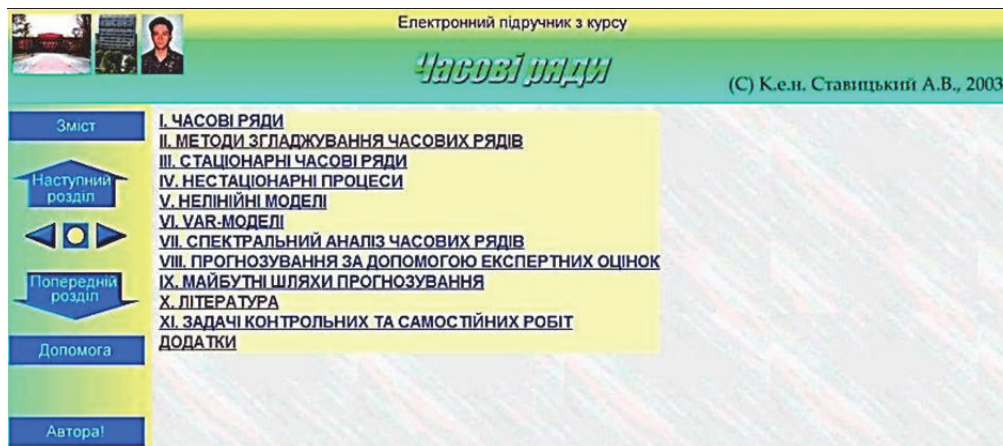 Електронний підручник з курсу
Часові ряди
(С) К.е.н. Ставицький А.В., 2003
Зміст
Наступний
розділ
Попередній
розділ
Допомога
Автора!
I. ЧАСОВІ РЯДИ
II. МЕТОДИ ЗГЛАДЖУВАННЯ ЧАСОВИХ РЯДІВ
III. СТАЦІОНАРНІ ЧАСОВІ РЯДИ
IV. НЕСТАЦІОНАРНІ ПРОЦЕСИ
V. НЕЛІНІЙНІ МОДЕЛІ
VI. VAR-МОДЕЛІ
VII. СПЕКТРАЛЬНИЙ АНАЛІЗ ЧАСОВИХ РЯДІВ
VIII. ПРОГНОЗУВАННЯ ЗА ДОПОМОГОЮ ЕКСПЕРТНИХ ОЦІНОК
IX. МАЙБУТНІ ШЛЯХИ ПРОГНОЗУВАННЯ
X. ЛІТЕРАТУРА
XI. ЗАДАЧІ КОНТРОЛЬНИХ ТА САМОСТІЙНИХ РОБІТ
ДОДАТКИ